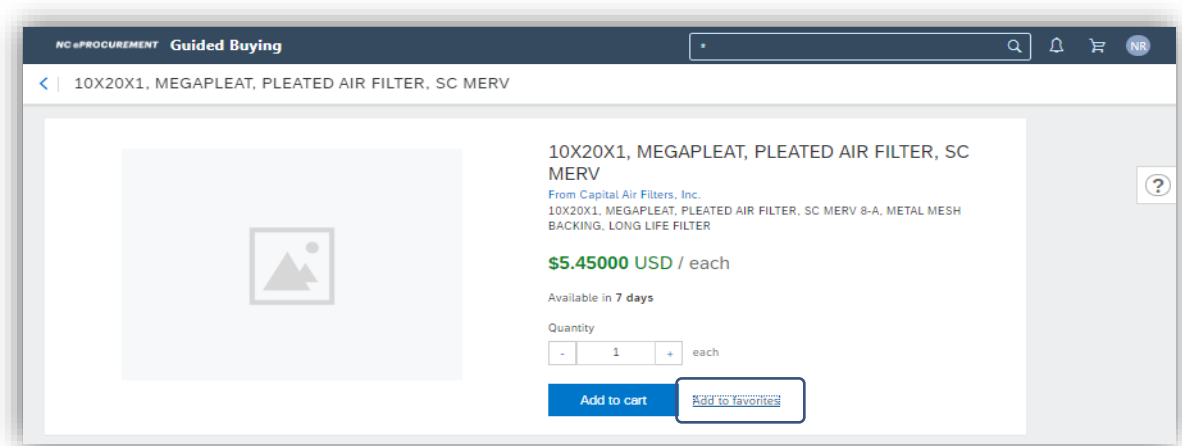 NC ePROCUREMENT Guided Buying
*
NR
10X20X1, MEGAPLEAT, PLEATED AIR FILTER, SC MERV
10X20X1, MEGAPLEAT, PLEATED AIR FILTER, SC
MERV
From Capital Air Filters, Inc.
10X20X1, MEGAPLEAT, PLEATED AIR FILTER, SC MERV 8-A, METAL MESH
BACKING, LONG LIFE FILTER
$5.45000 USD / each
Available in 7 days
Quantity
- 1 + each
Add to cart Add to favorites
?